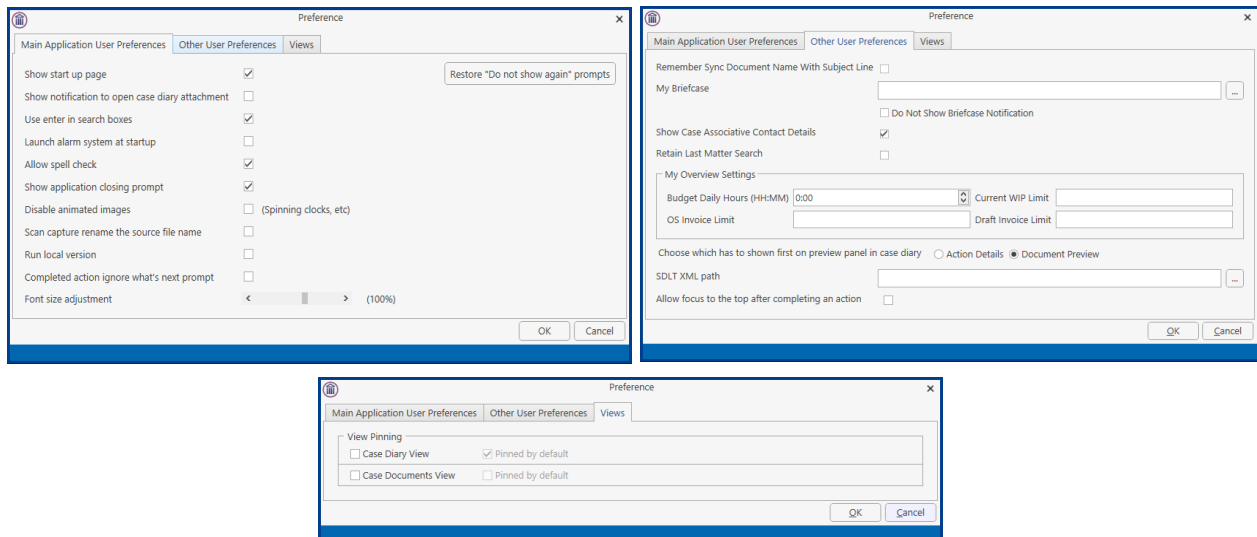 Preference
Main Application User Preferences Other User Preferences Views
Show start up page
Restore "Do not show again" prompts
Show notification to open case diary attachment
Use enter in search boxes
Launch alarm system at startup
Allow spell check
Show application closing prompt
Disable animated images (Spinning clocks, etc)
Scan capture rename the source file name
Run local version
Completed action ignore what's next prompt
Font size adjustment (100%)
OK Cancel
Preference
Main Application User Preferences Other User Preferences Views
Remember Sync Document Name With Subject Line
My Briefcase ...
Do Not Show Briefcase Notification
Show Case Associative Contact Details
Retain Last Matter Search
My Overview Settings
Budget Daily Hours (HH:MM) 0:00 Current WIP Limit
OS Invoice Limit Draft Invoice Limit
Choose which has to shown first on preview panel in case diary Action Details Document Preview
SDLT XML path ...
Allow focus to the top after completing an action
OK Cancel
Preference
Main Application User Preferences Other User Preferences Views
View Pinning
Case Diary View Pinned by default
Case Documents View Pinned by default
OK Cancel